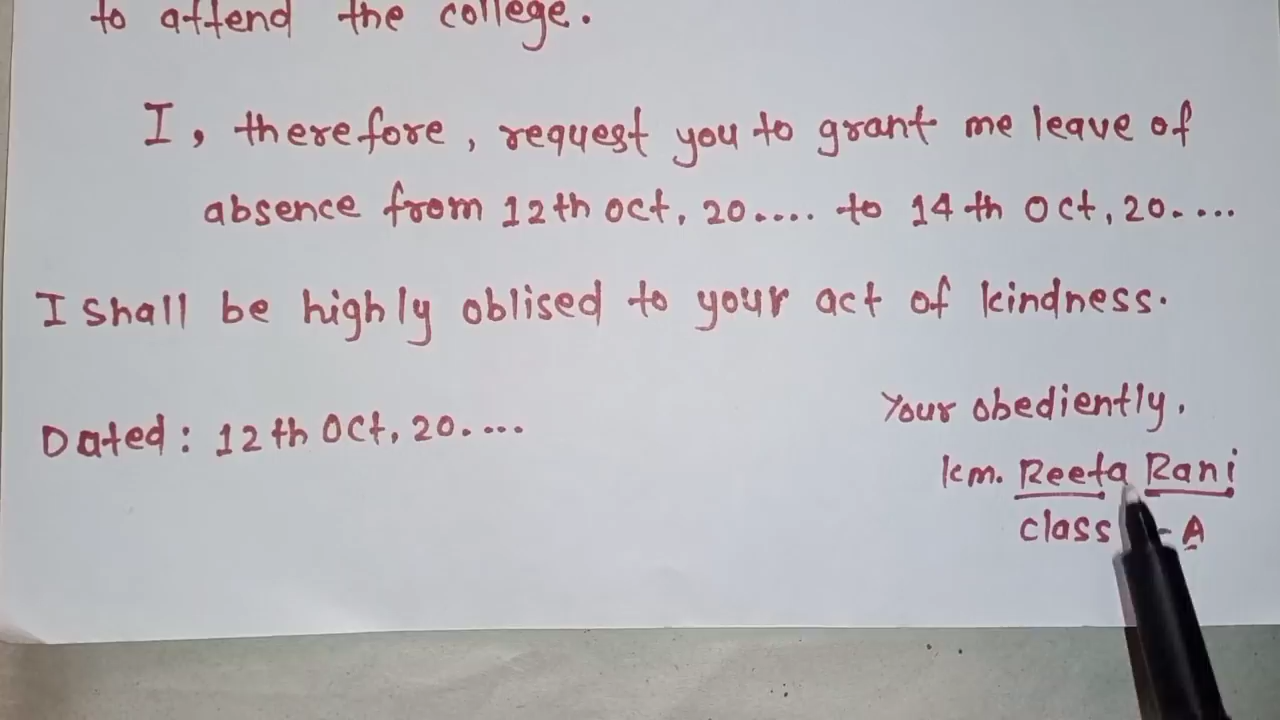 to attend the college.
I, therefore, request you to grant me leave of
absence from 12th oct, 20.... to 14th Oct, 20....
I shall be highly oblised to your act of kindness.
Dated: 12th Oct, 20....
Your obediently,
km. Reeta Rani
class - A